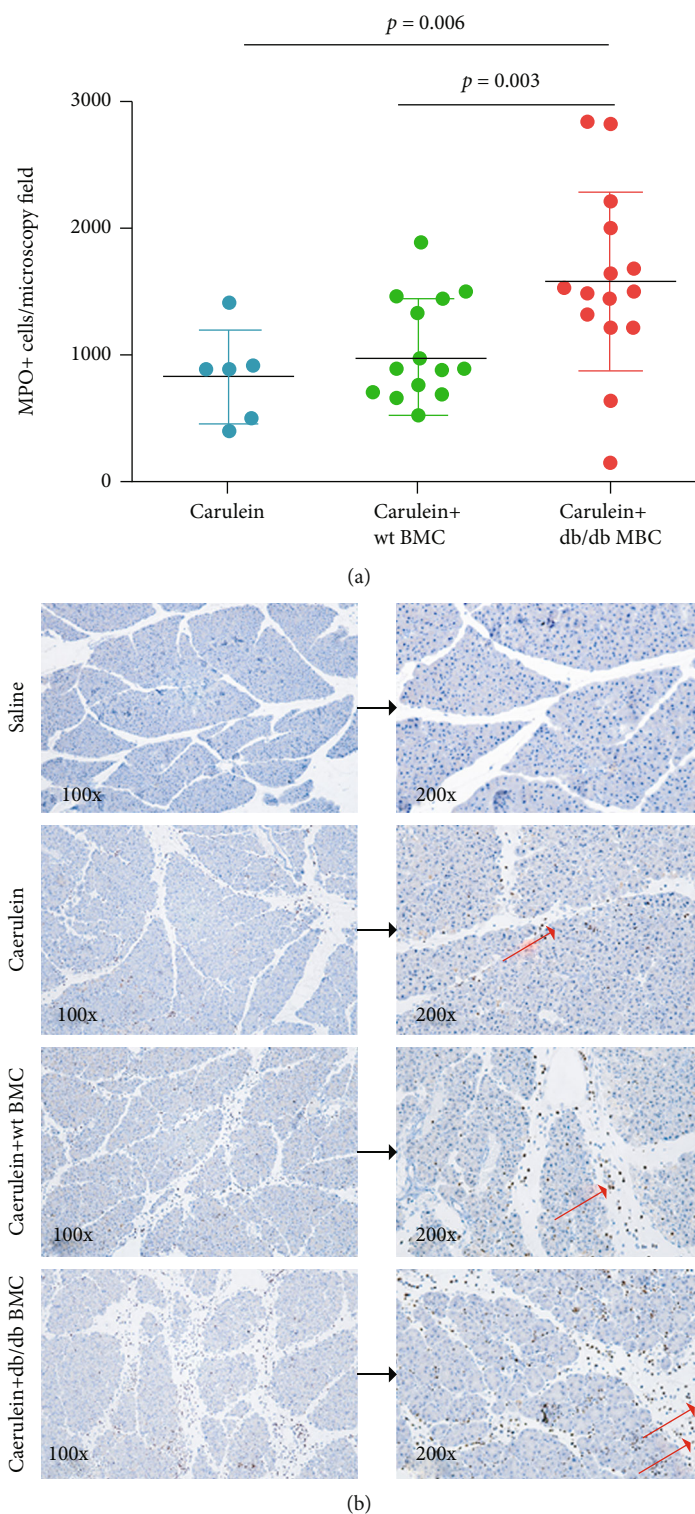 p = 0.006
p = 0.003
3000
2000
1000
0
MPO+ cells/microscopy field
Carulein
Carulein+
wt BMC
Carulein+
db/db MBC
(a)
Saline
100x
200x
Caerulein
100x
200x
Caerulein+wt BMC
100x
200x
Caerulein+db/db BMC
100x
200x
(b)